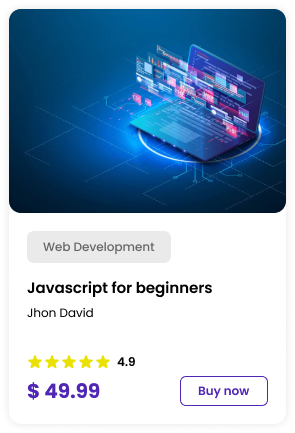 Web Development
Javascript for beginners
Jhon David
4.9
$ 49.99
Buy now